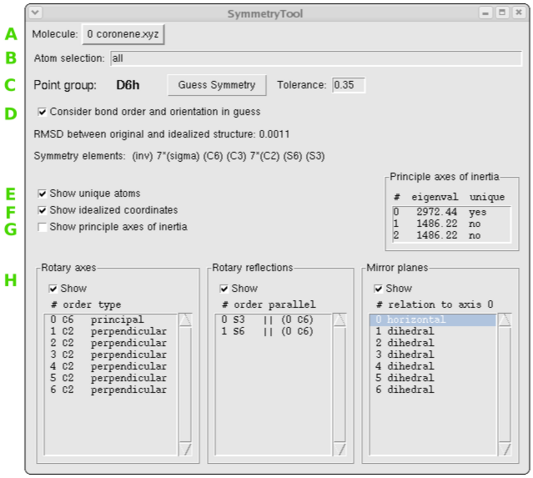 SymmetryTool
A Molecule: 0 coronene.xyz
B Atom selection: all
C Point group: D6h Guess Symmetry Tolerance: 0.35
D Consider bond order and orientation in guess
RMSD between original and idealized structure: 0.0011
Symmetry elements: (inv) 7*(sigma) (C6) (C3) 7*(C2) (S6) (S3)
Principle axes of inertia
# eigenval unique
0 2972.44 yes
1 1486.22 no
2 1486.22 no
E Show unique atoms
F Show idealized coordinates
G Show principle axes of inertia
H
Rotary axes
Show
# order type
0 C6 principal
1 C2 perpendicular
2 C2 perpendicular
3 C2 perpendicular
4 C2 perpendicular
5 C2 perpendicular
6 C2 perpendicular
Rotary reflections
Show
# order parallel
0 S3 || (0 C6)
1 S6 || (0 C6)
Mirror planes
Show
# relation to axis 0
0 horizontal
1 dihedral
2 dihedral
3 dihedral
4 dihedral
5 dihedral
6 dihedral